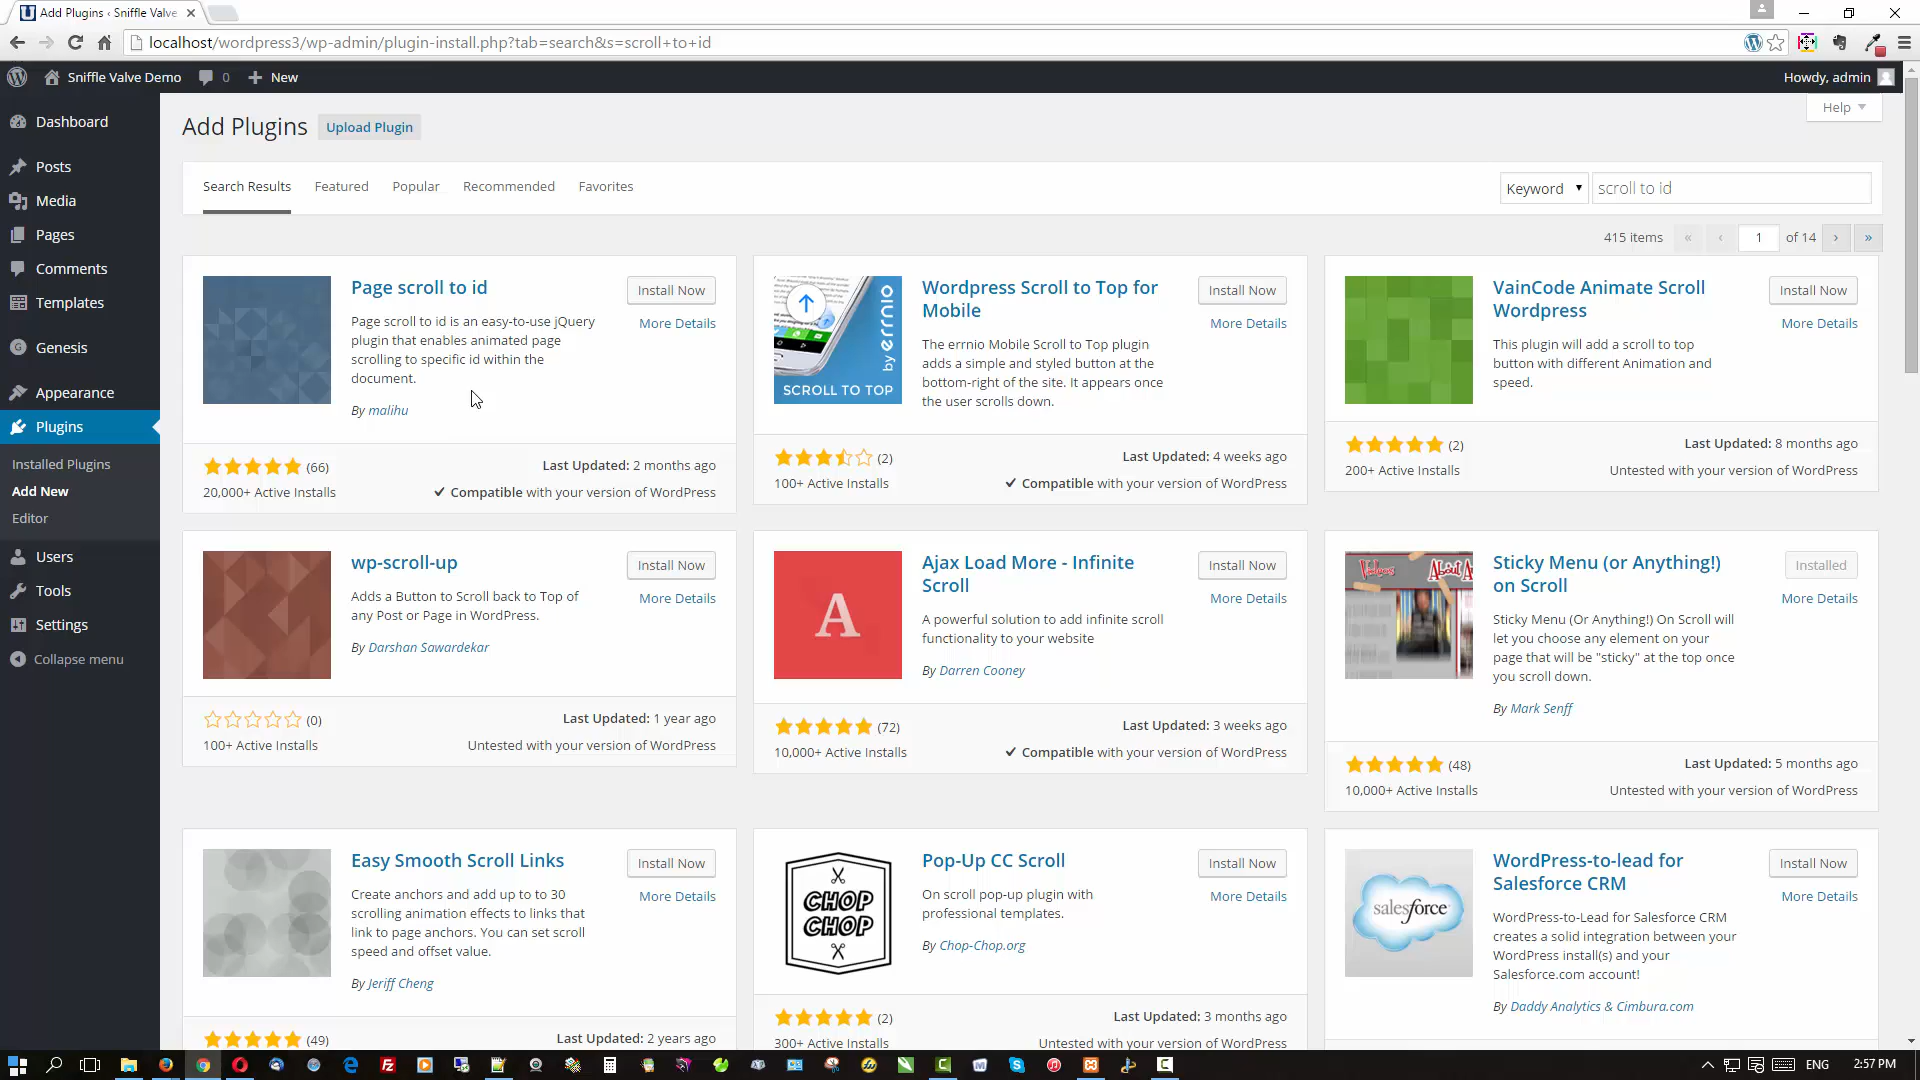 Add Plugins ‹ Sniffle Valve
localhost/wordpress3/wp-admin/plugin-install.php?tab=search&s=scroll+to+id
Sniffle Valve Demo 0 New Howdy, admin
Dashboard
Posts
Media
Pages
Comments
Templates
Genesis
Appearance
Plugins
Installed Plugins
Add New
Editor
Users
Tools
Settings
Collapse menu
Help
Add Plugins Upload Plugin
Search Results Featured Popular Recommended Favorites Keyword scroll to id
415 items « ‹ 1 of 14 › »
Page scroll to id
Install Now
More Details
Page scroll to id is an easy-to-use jQuery
plugin that enables animated page
scrolling to specific id within the
document.
By malihu
(66) Last Updated: 2 months ago
20,000+ Active Installs Compatible with your version of WordPress
by errnio
SCROLL TO TOP
Wordpress Scroll to Top for
Mobile
Install Now
More Details
The errnio Mobile Scroll to Top plugin
adds a simple and styled button at the
bottom-right of the site. It appears once
the user scrolls down.
(2) Last Updated: 4 weeks ago
100+ Active Installs Compatible with your version of WordPress
VainCode Animate Scroll
Wordpress
Install Now
More Details
This plugin will add a scroll to top
button with different Animation and
speed.
(2) Last Updated: 8 months ago
200+ Active Installs Untested with your version of WordPress
wp-scroll-up
Install Now
More Details
Adds a Button to Scroll back to Top of
any Post or Page in WordPress.
By Darshan Sawardekar
(0) Last Updated: 1 year ago
100+ Active Installs Untested with your version of WordPress
A
Ajax Load More - Infinite
Scroll
Install Now
More Details
A powerful solution to add infinite scroll
functionality to your website
By Darren Cooney
(72) Last Updated: 3 weeks ago
10,000+ Active Installs Compatible with your version of WordPress
Videos About A
Sticky Menu (or Anything!)
on Scroll
Installed
More Details
Sticky Menu (Or Anything!) On Scroll will
let you choose any element on your
page that will be "sticky" at the top once
you scroll down.
By Mark Senff
(48) Last Updated: 5 months ago
10,000+ Active Installs Untested with your version of WordPress
Easy Smooth Scroll Links
Install Now
More Details
Create anchors and add up to to 30
scrolling animation effects to links that
link to page anchors. You can set scroll
speed and offset value.
By Jeriff Cheng
(49) Last Updated: 2 years ago
CHOP
CHOP
Pop-Up CC Scroll
Install Now
More Details
On scroll pop-up plugin with
professional templates.
By Chop-Chop.org
(2) Last Updated: 3 months ago
300+ Active Installs Untested with your version of WordPress
salesforce
WordPress-to-lead for
Salesforce CRM
Install Now
More Details
WordPress-to-Lead for Salesforce CRM
creates a solid integration between your
WordPress install(s) and your
Salesforce.com account!
By Daddy Analytics & Cimbura.com
ENG 2:57 PM